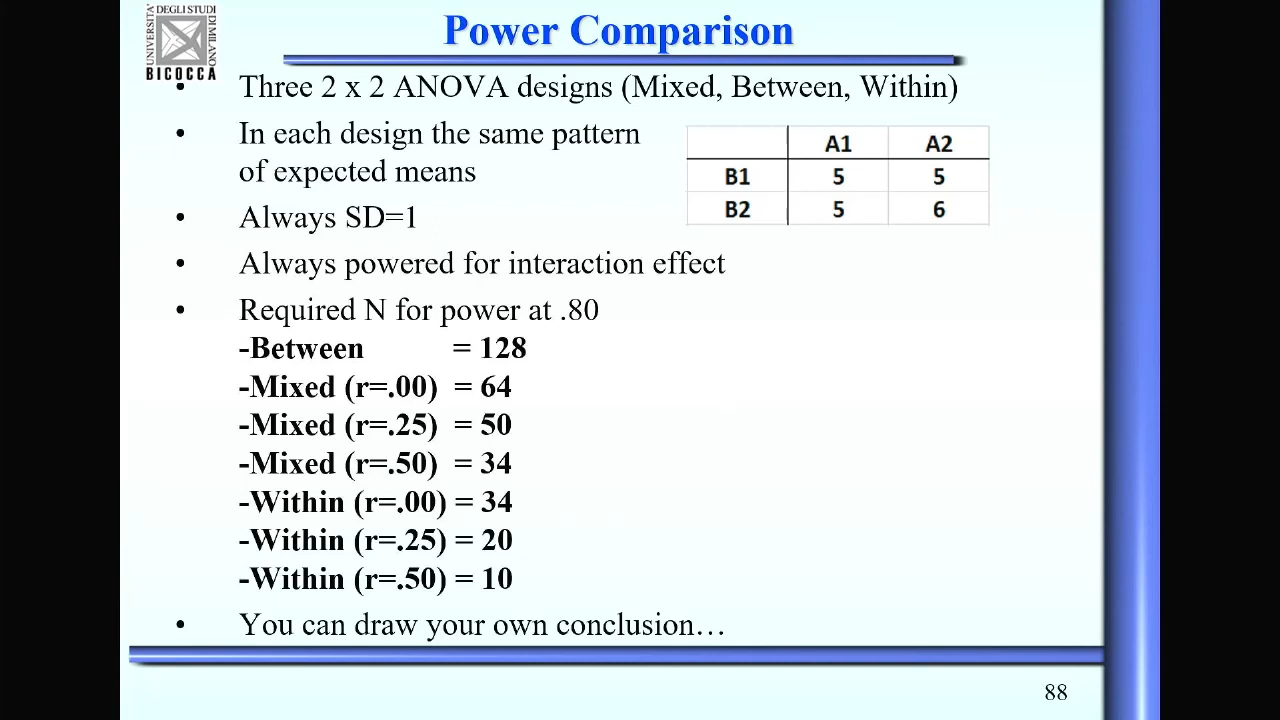 UNIVERSITA' DEGLI STUDI DI MILANO
BICOCCA
Power Comparison
• Three 2 x 2 ANOVA designs (Mixed, Between, Within)
• In each design the same pattern
of expected means
A1 A2
B1 5 5
B2 5 6
• Always SD=1
• Always powered for interaction effect
• Required N for power at .80
-Between = 128
-Mixed (r=.00) = 64
-Mixed (r=.25) = 50
-Mixed (r=.50) = 34
-Within (r=.00) = 34
-Within (r=.25) = 20
-Within (r=.50) = 10
• You can draw your own conclusion…
88